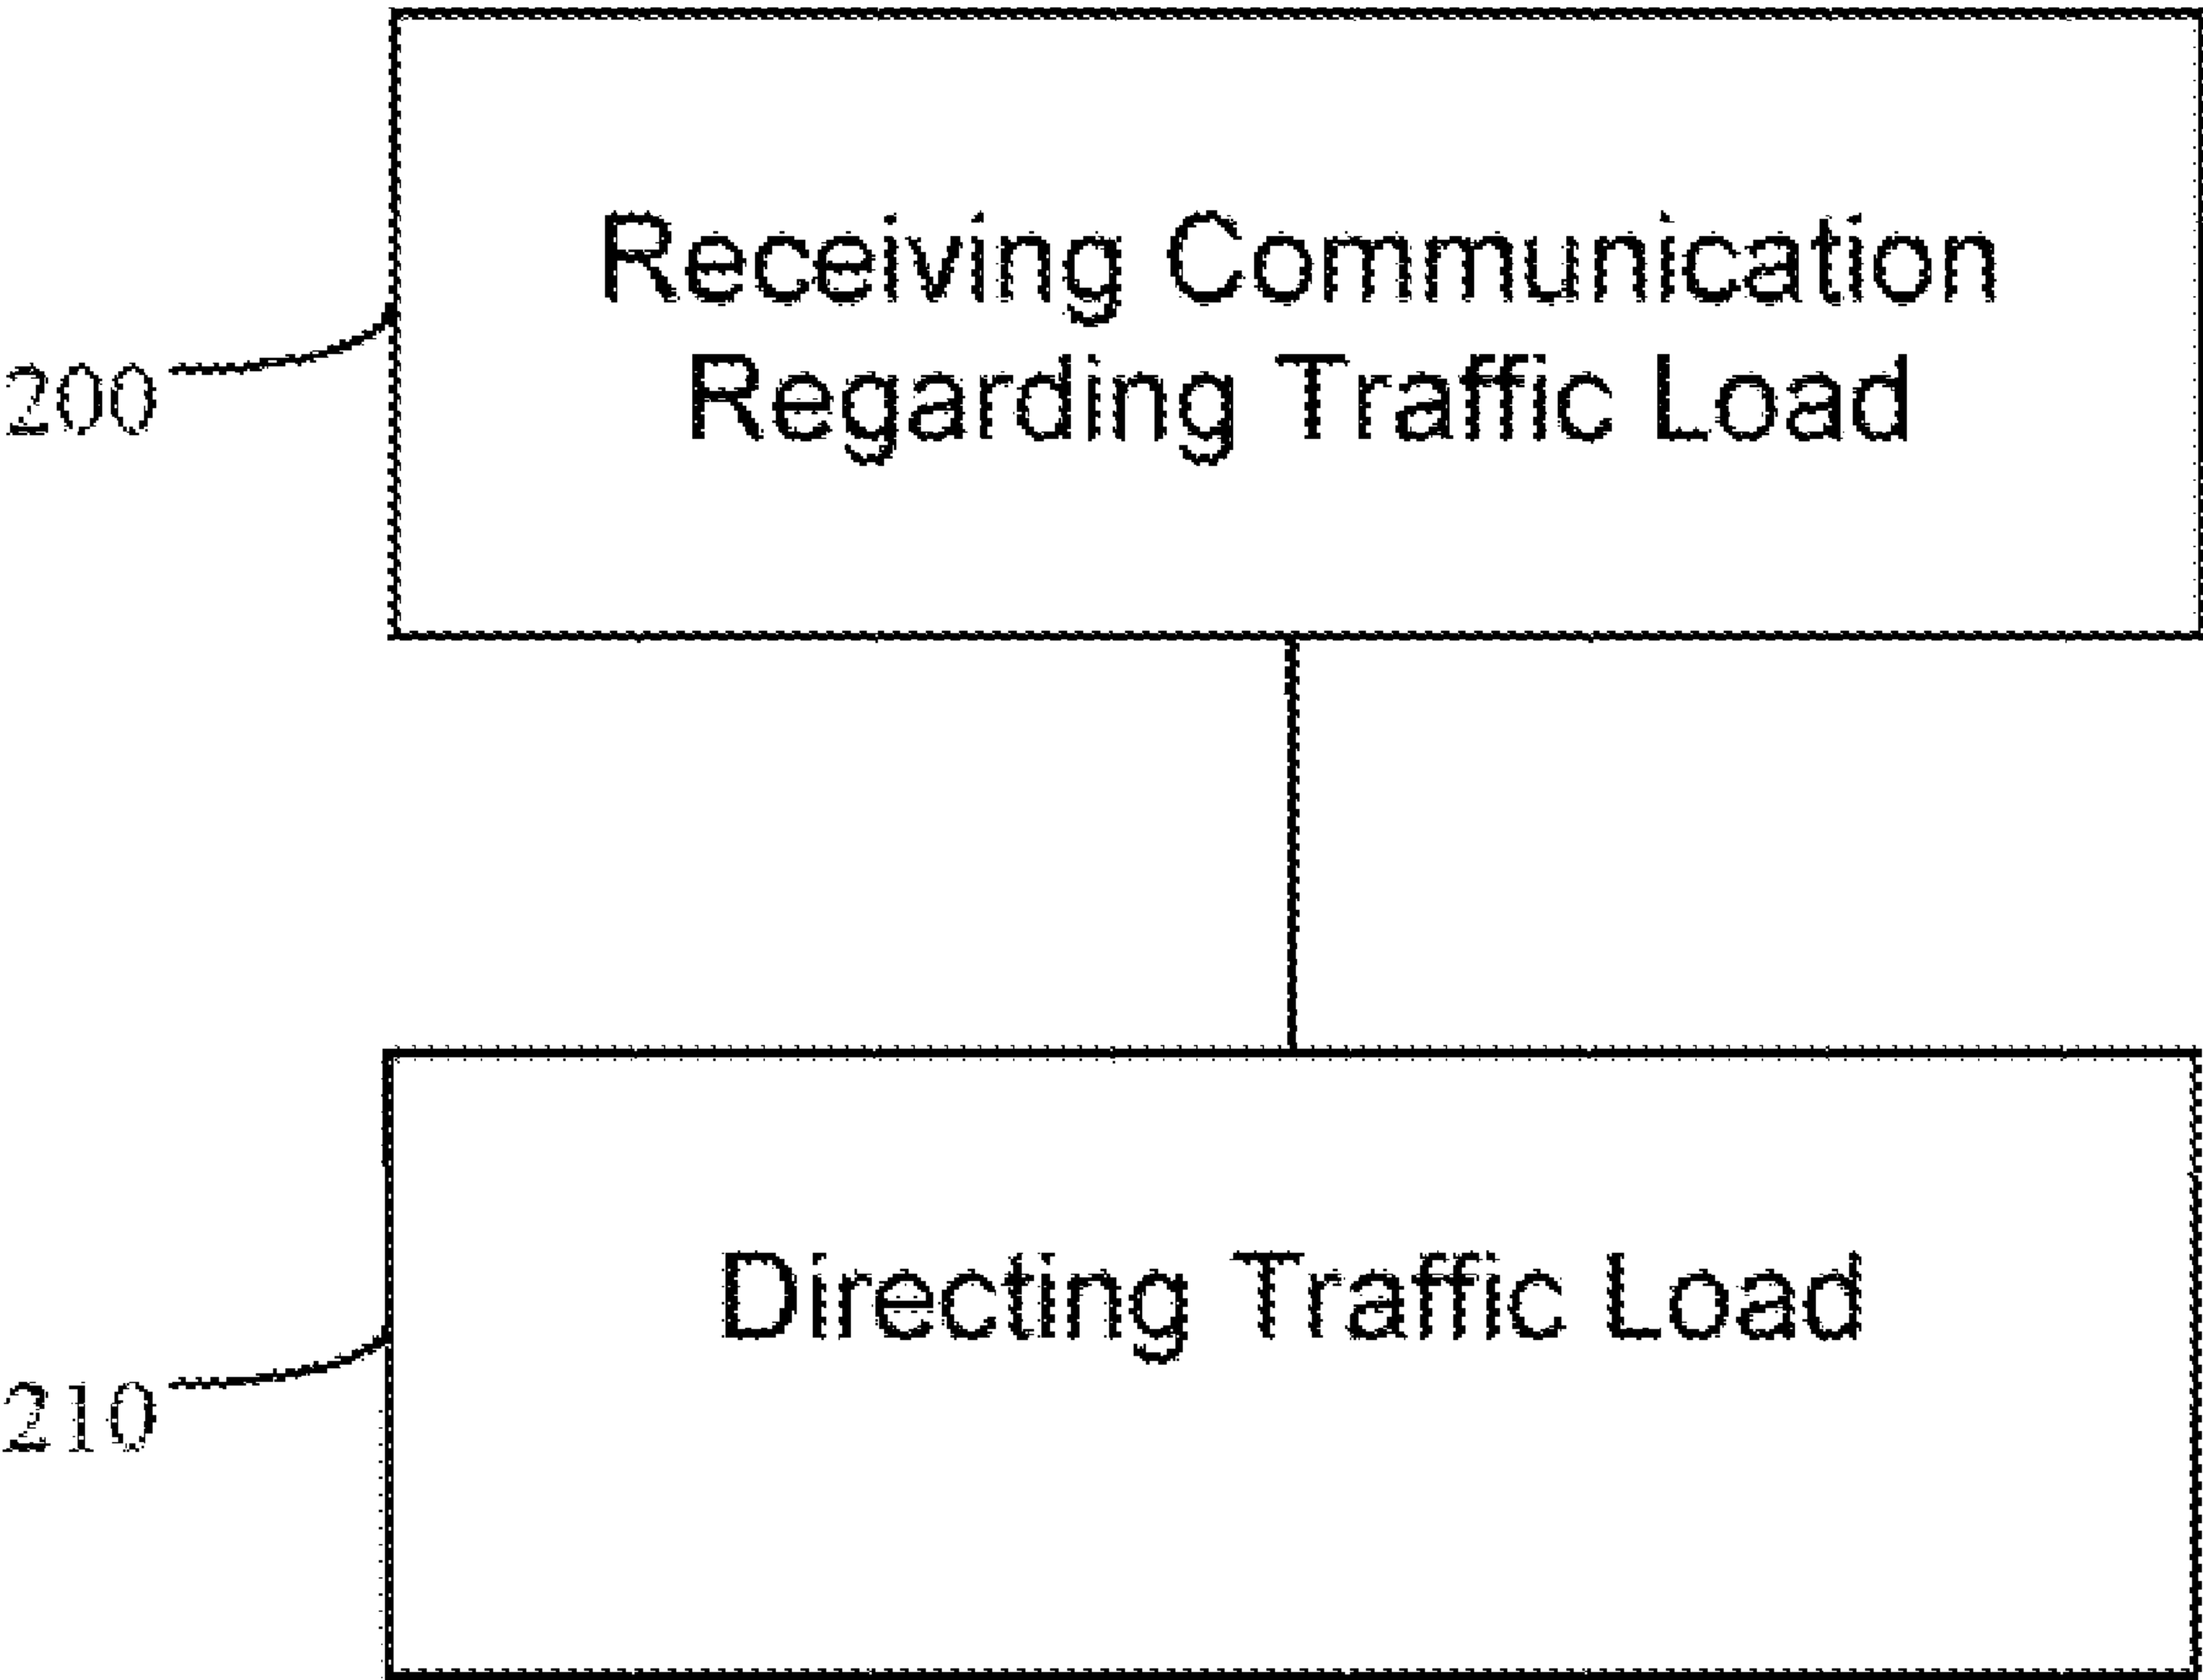 Receiving Communication
Regarding Traffic Load
200
Directing Traffic Load
210